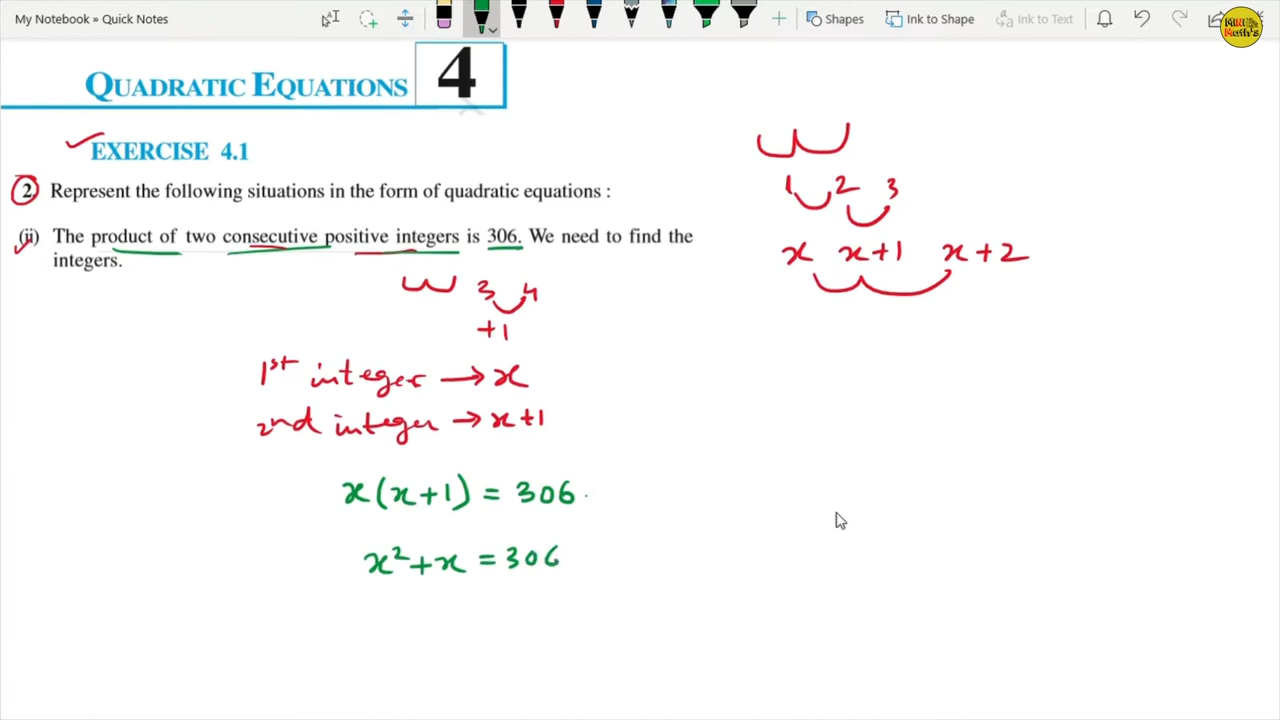 My Notebook » Quick Notes
Shapes
Ink to Shape
Ink to Text
MiNi Math's
QUADRATIC EQUATIONS 4
EXERCISE 4.1
2. Represent the following situations in the form of quadratic equations :
(ii) The product of two consecutive positive integers is 306. We need to find the
integers.
3 4
+1
1st integer → x
2nd integer → x+1
x(x+1) = 306
x²+x = 306
1 2 3
x x+1 x+2